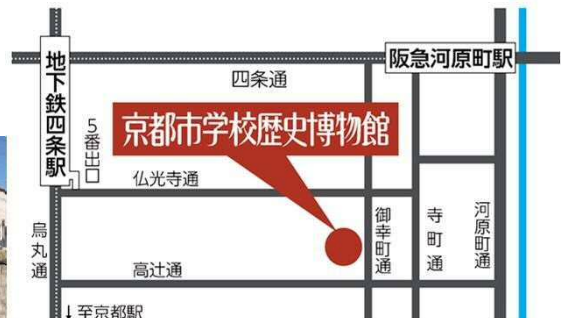 阪急河原町駅
地下鉄四条駅
四条通
5番出口
京都市学校歴史博物館
仏光寺通
烏丸通
御幸町通
寺町通
河原町通
高辻通
↓至京都駅